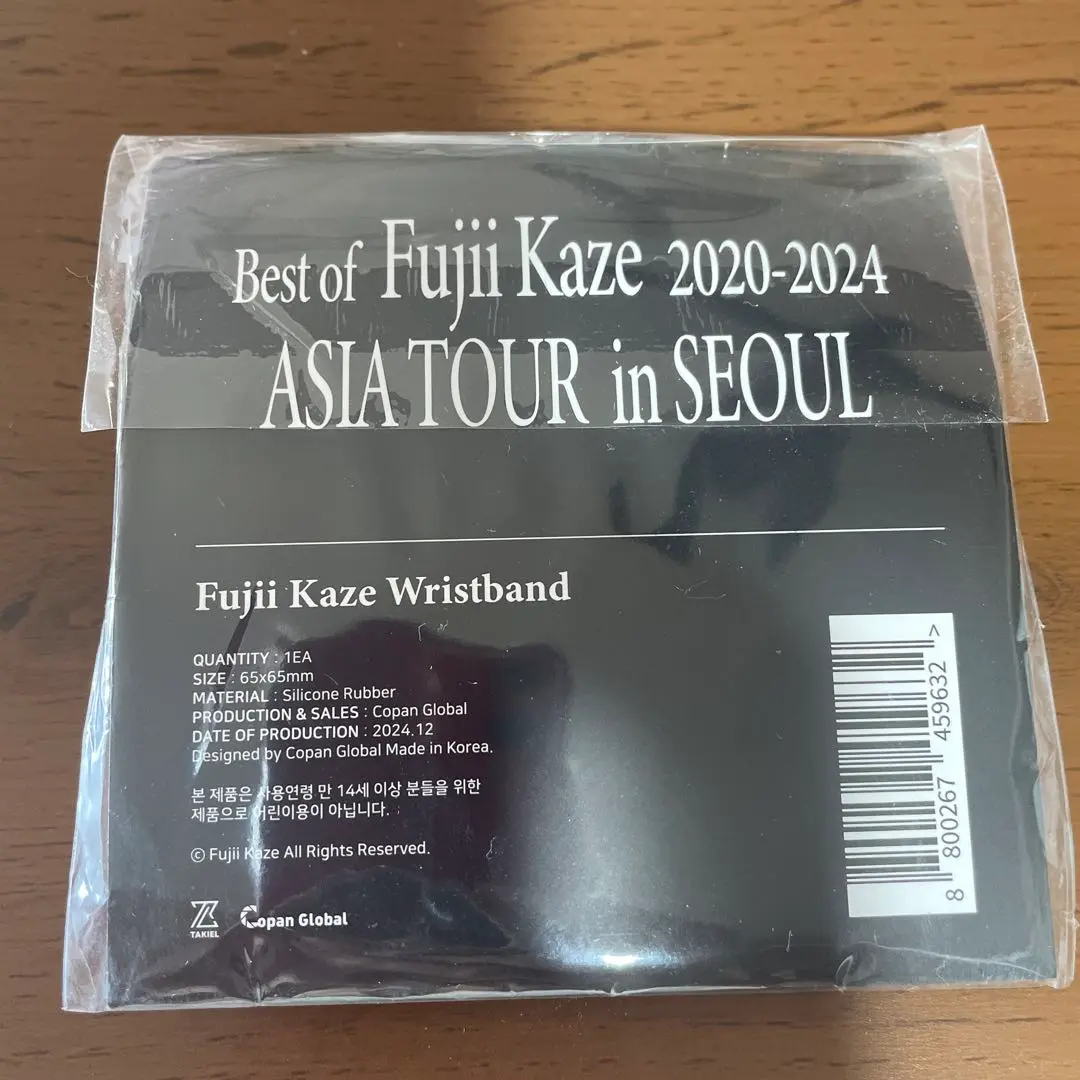 Best of Fujii Kaze 2020-2024
ASIA TOUR in SEOUL
Fujii Kaze Wristband
QUANTITY : 1EA
SIZE : 65x65mm
MATERIAL : Silicone Rubber
PRODUCTION & SALES : Copan Global
DATE OF PRODUCTION : 2024.12
Designed by Copan Global Made in Korea.
본 제품은 사용연령 만 14세 이상 분들을 위한
제품으로 어린이용이 아닙니다.
© Fujii Kaze All Rights Reserved.
TAKIEL
Copan Global
8 800267 459632 >